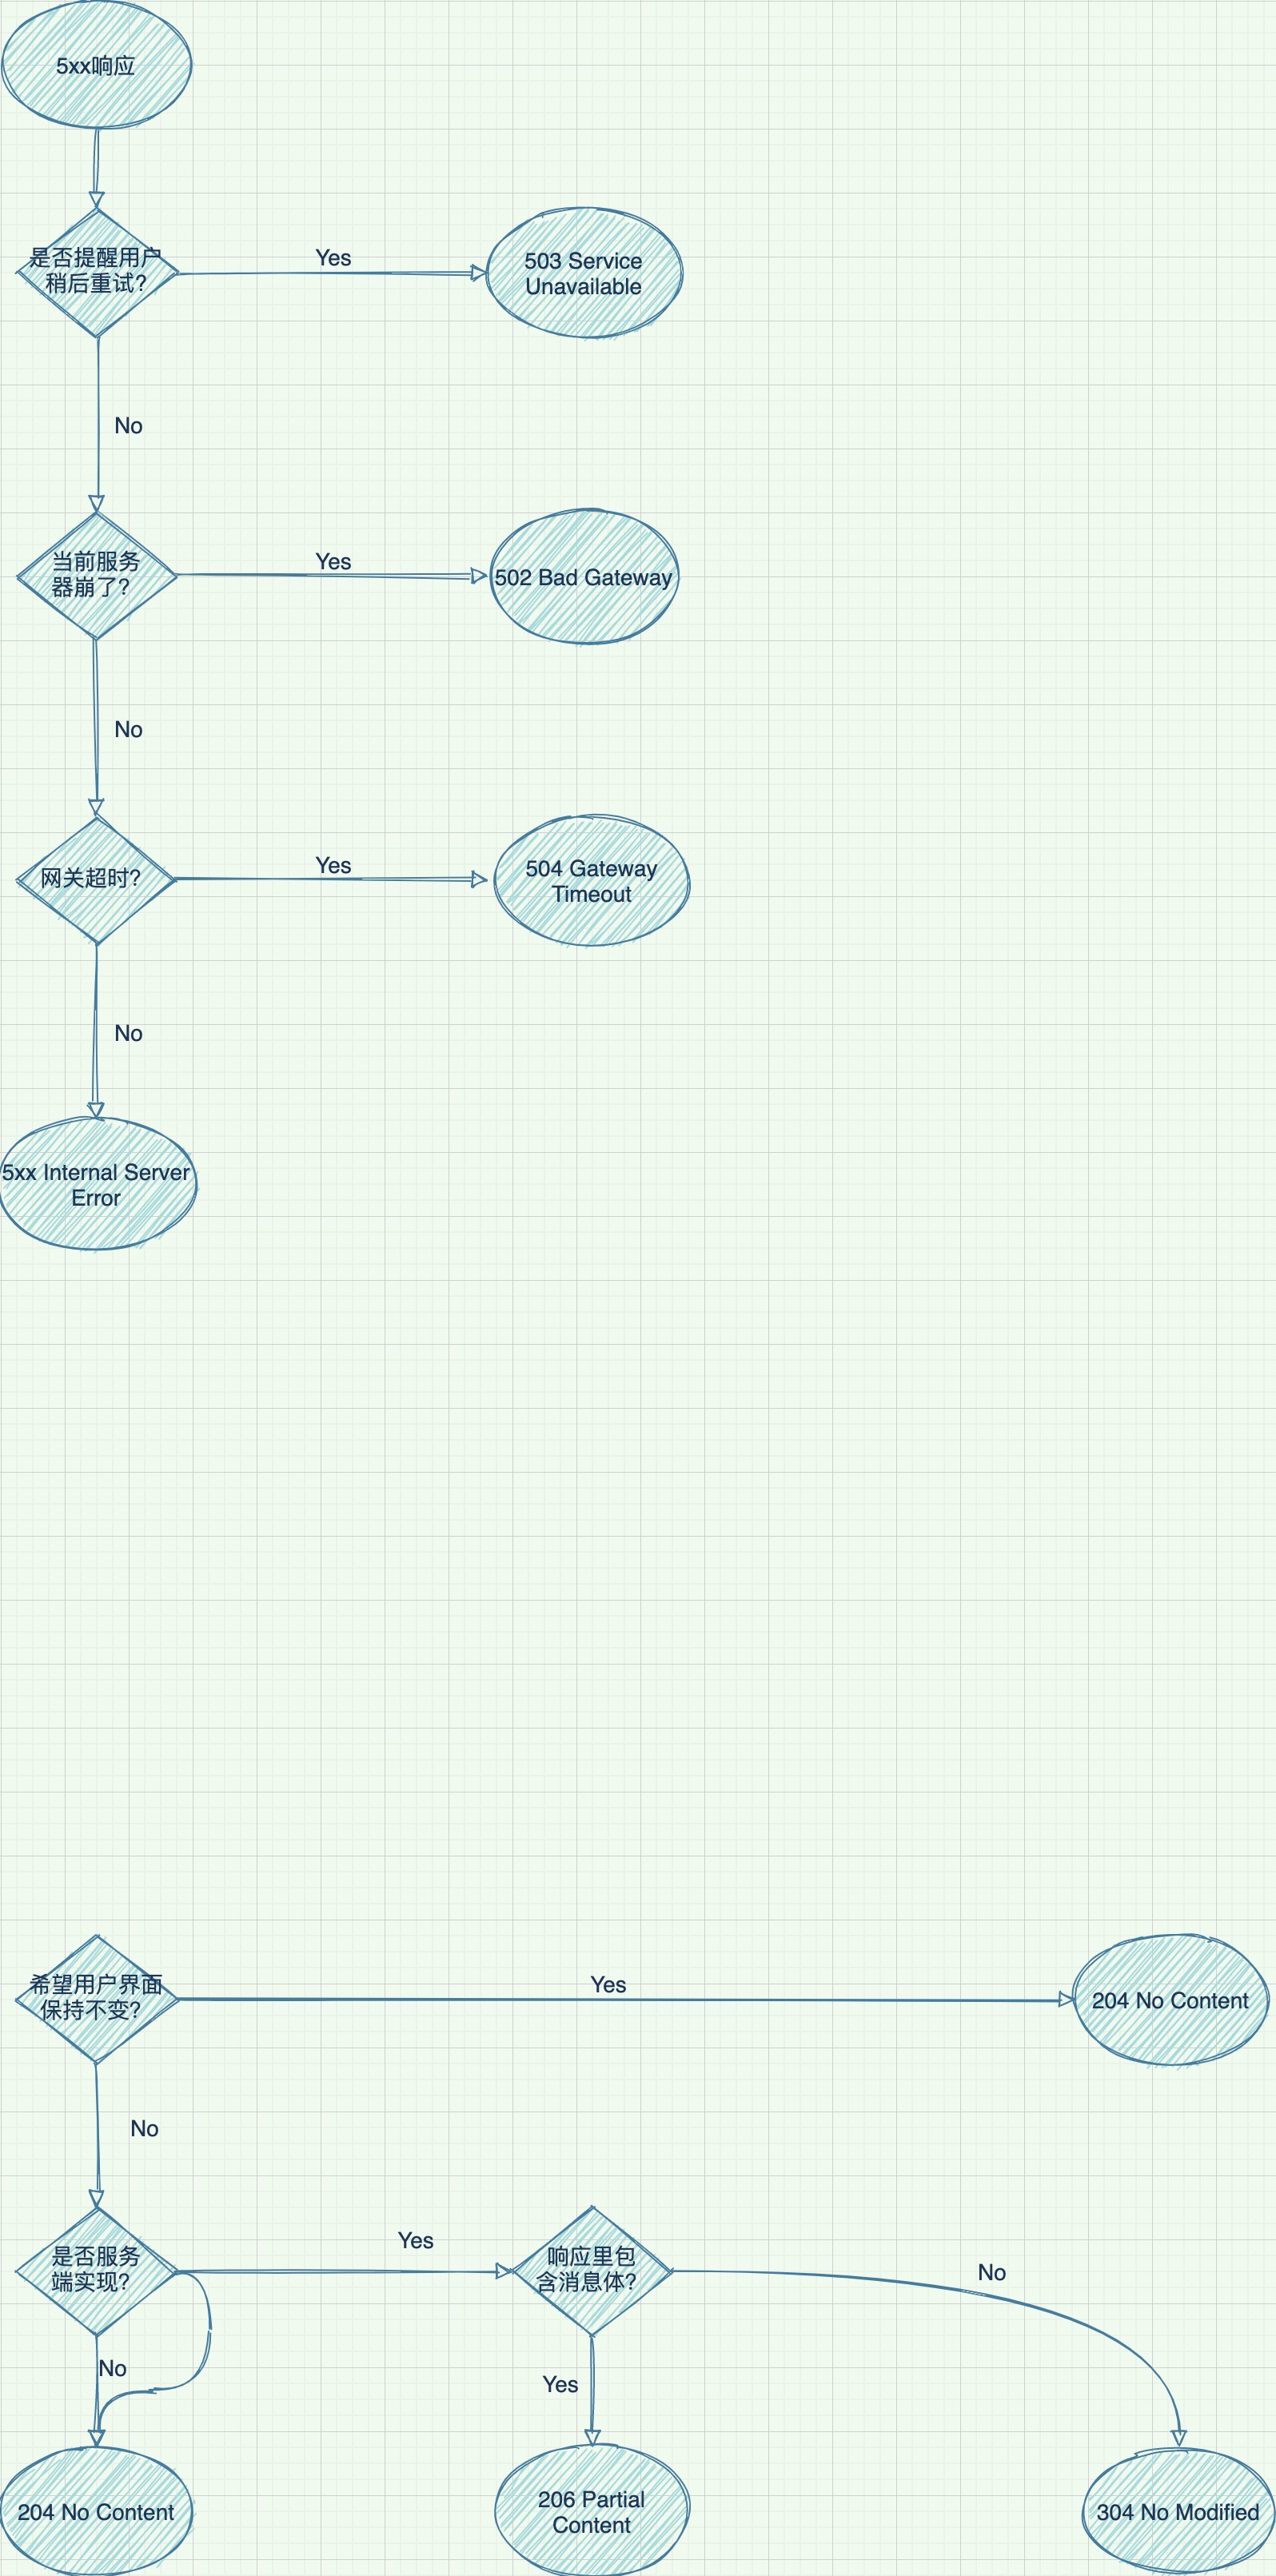 5xx响应
是否提醒用户
稍后重试?
Yes
503 Service
Unavailable
No
当前服务
器崩了?
Yes
502 Bad Gateway
No
网关超时?
Yes
504 Gateway
Timeout
No
5xx Internal Server
Error
希望用户界面
保持不变?
Yes
204 No Content
No
是否服务
端实现?
Yes
响应里包
含消息体?
No
No
Yes
204 No Content
206 Partial
Content
304 No Modified